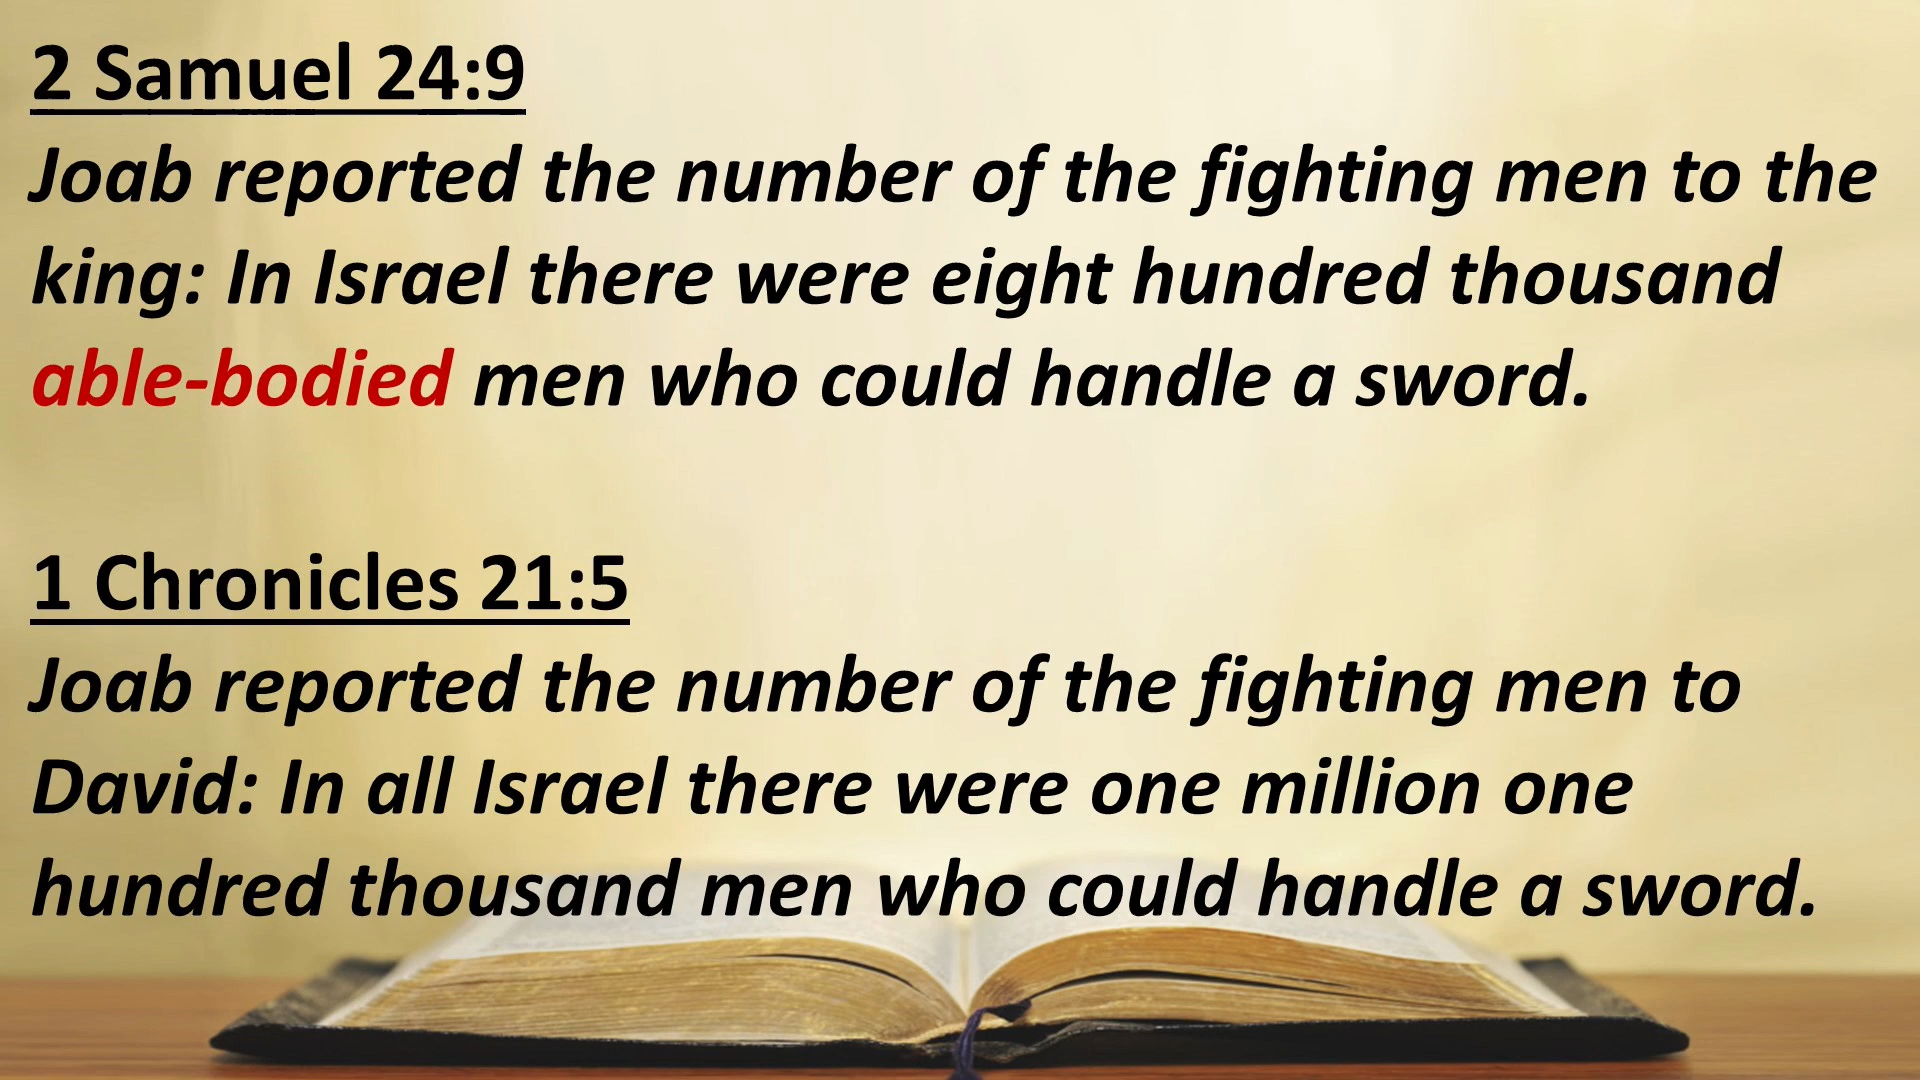 2 Samuel 24:9
Joab reported the number of the fighting men to the
king: In Israel there were eight hundred thousand
able-bodied men who could handle a sword.
1 Chronicles 21:5
Joab reported the number of the fighting men to
David: In all Israel there were one million one
hundred thousand men who could handle a sword.